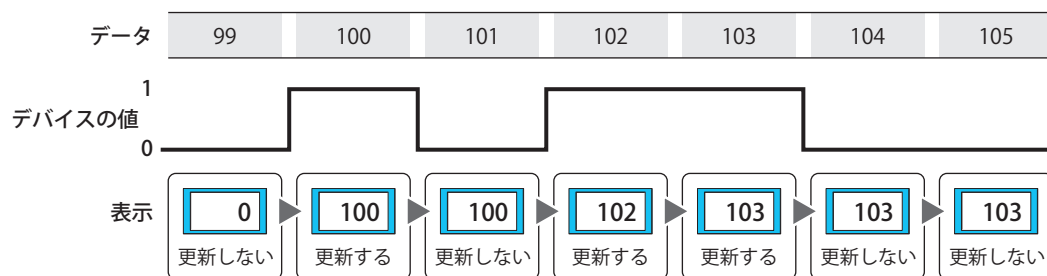 データ 99 100 101 102 103 104 105
1
デバイスの値
0
表示 0 100 100 102 103 103 103
更新しない 更新する 更新しない 更新する 更新する 更新しない 更新しない